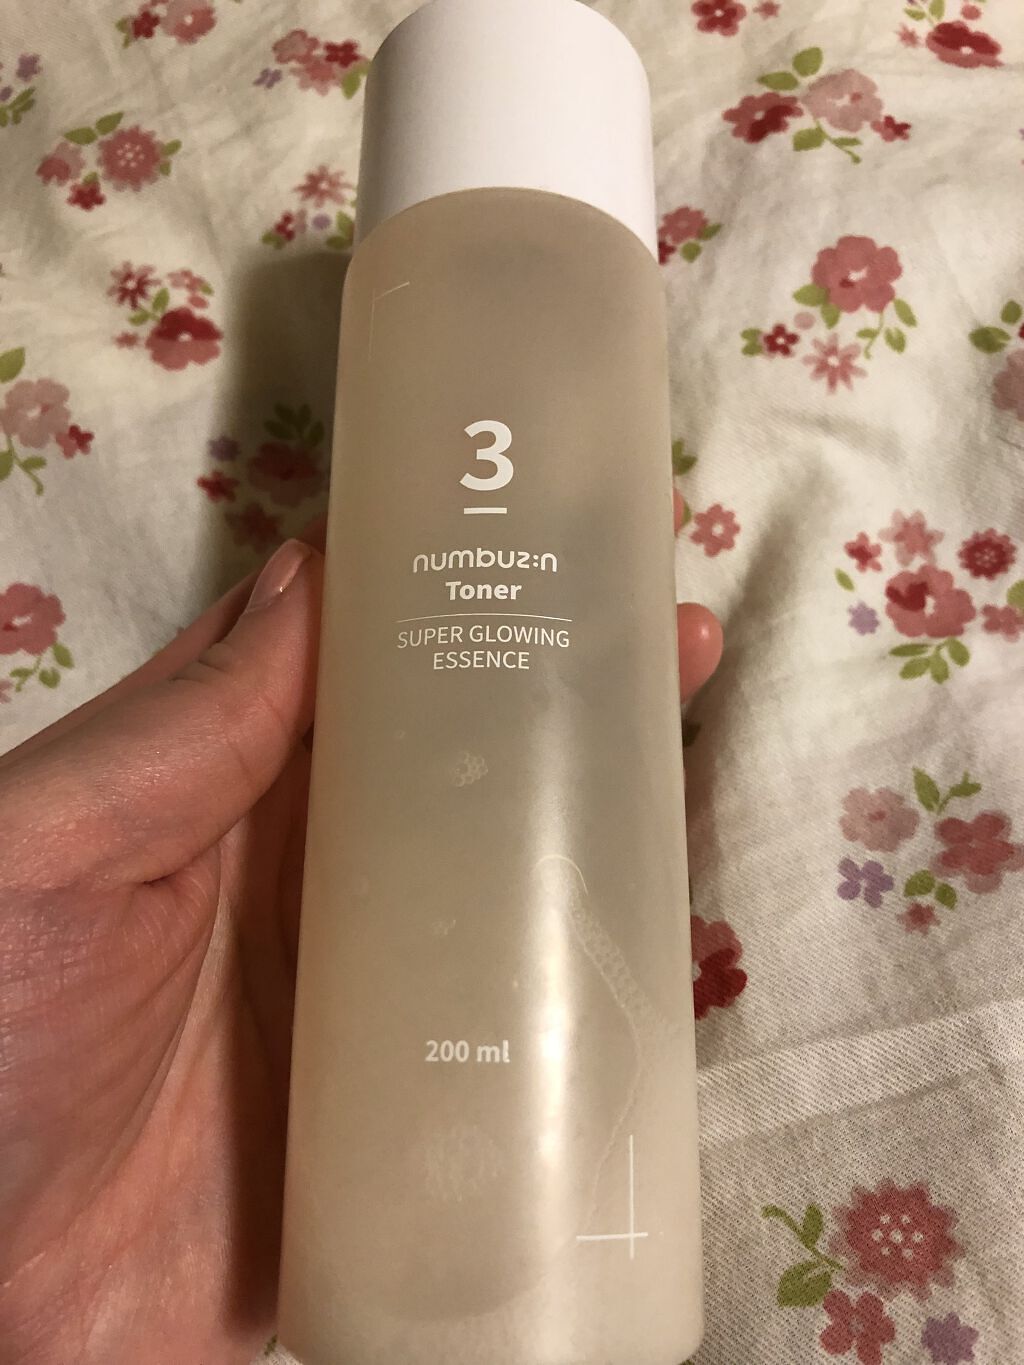 3
numbuz:n
Toner
SUPER GLOWING
ESSENCE
200 ml